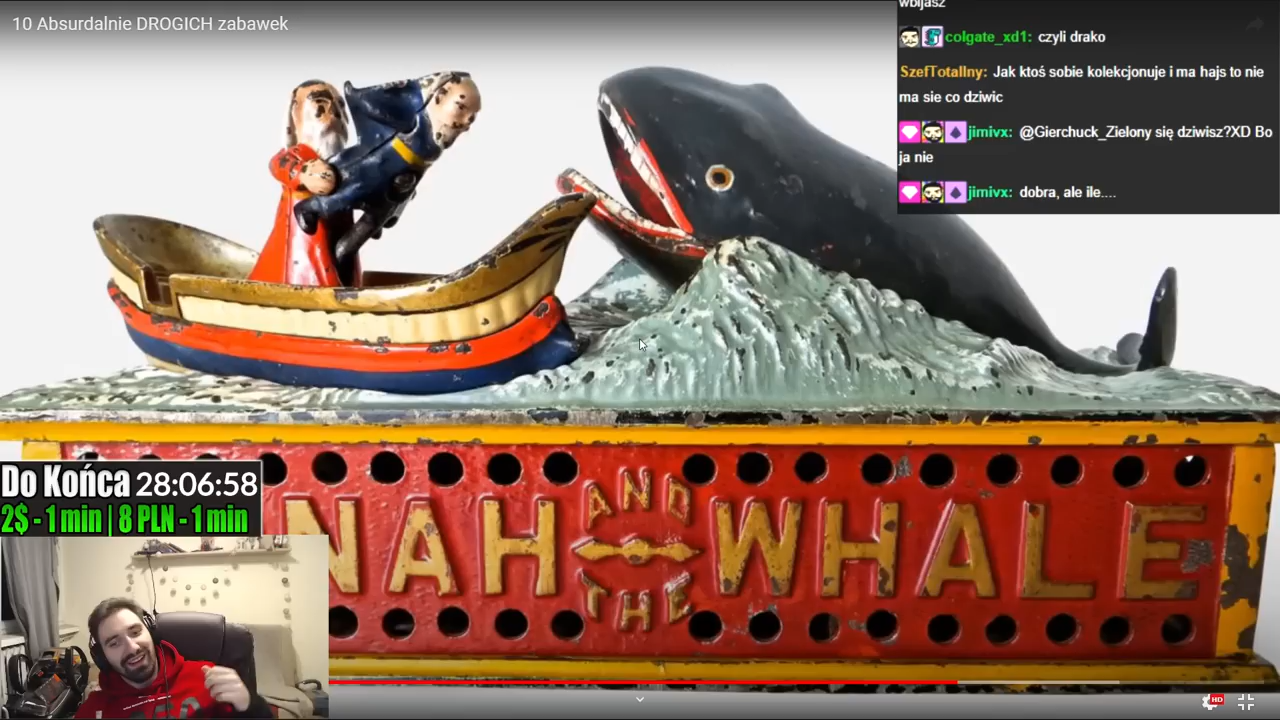 10 Absurdalnie DROGICH zabawek
wbijasz
colgate_xd1: czyli drako
SzefTotallny: Jak ktoś sobie kolekcjonuje i ma hajs to nie
ma sie co dziwic
jimivx: @Gierchuck_Zielony się dziwisz?XD Bo
ja nie
jimivx: dobra, ale ile....
Do Końca 28:06:58
2$ - 1 min | 8 PLN - 1 min
NAH AND THE WHALE
HD